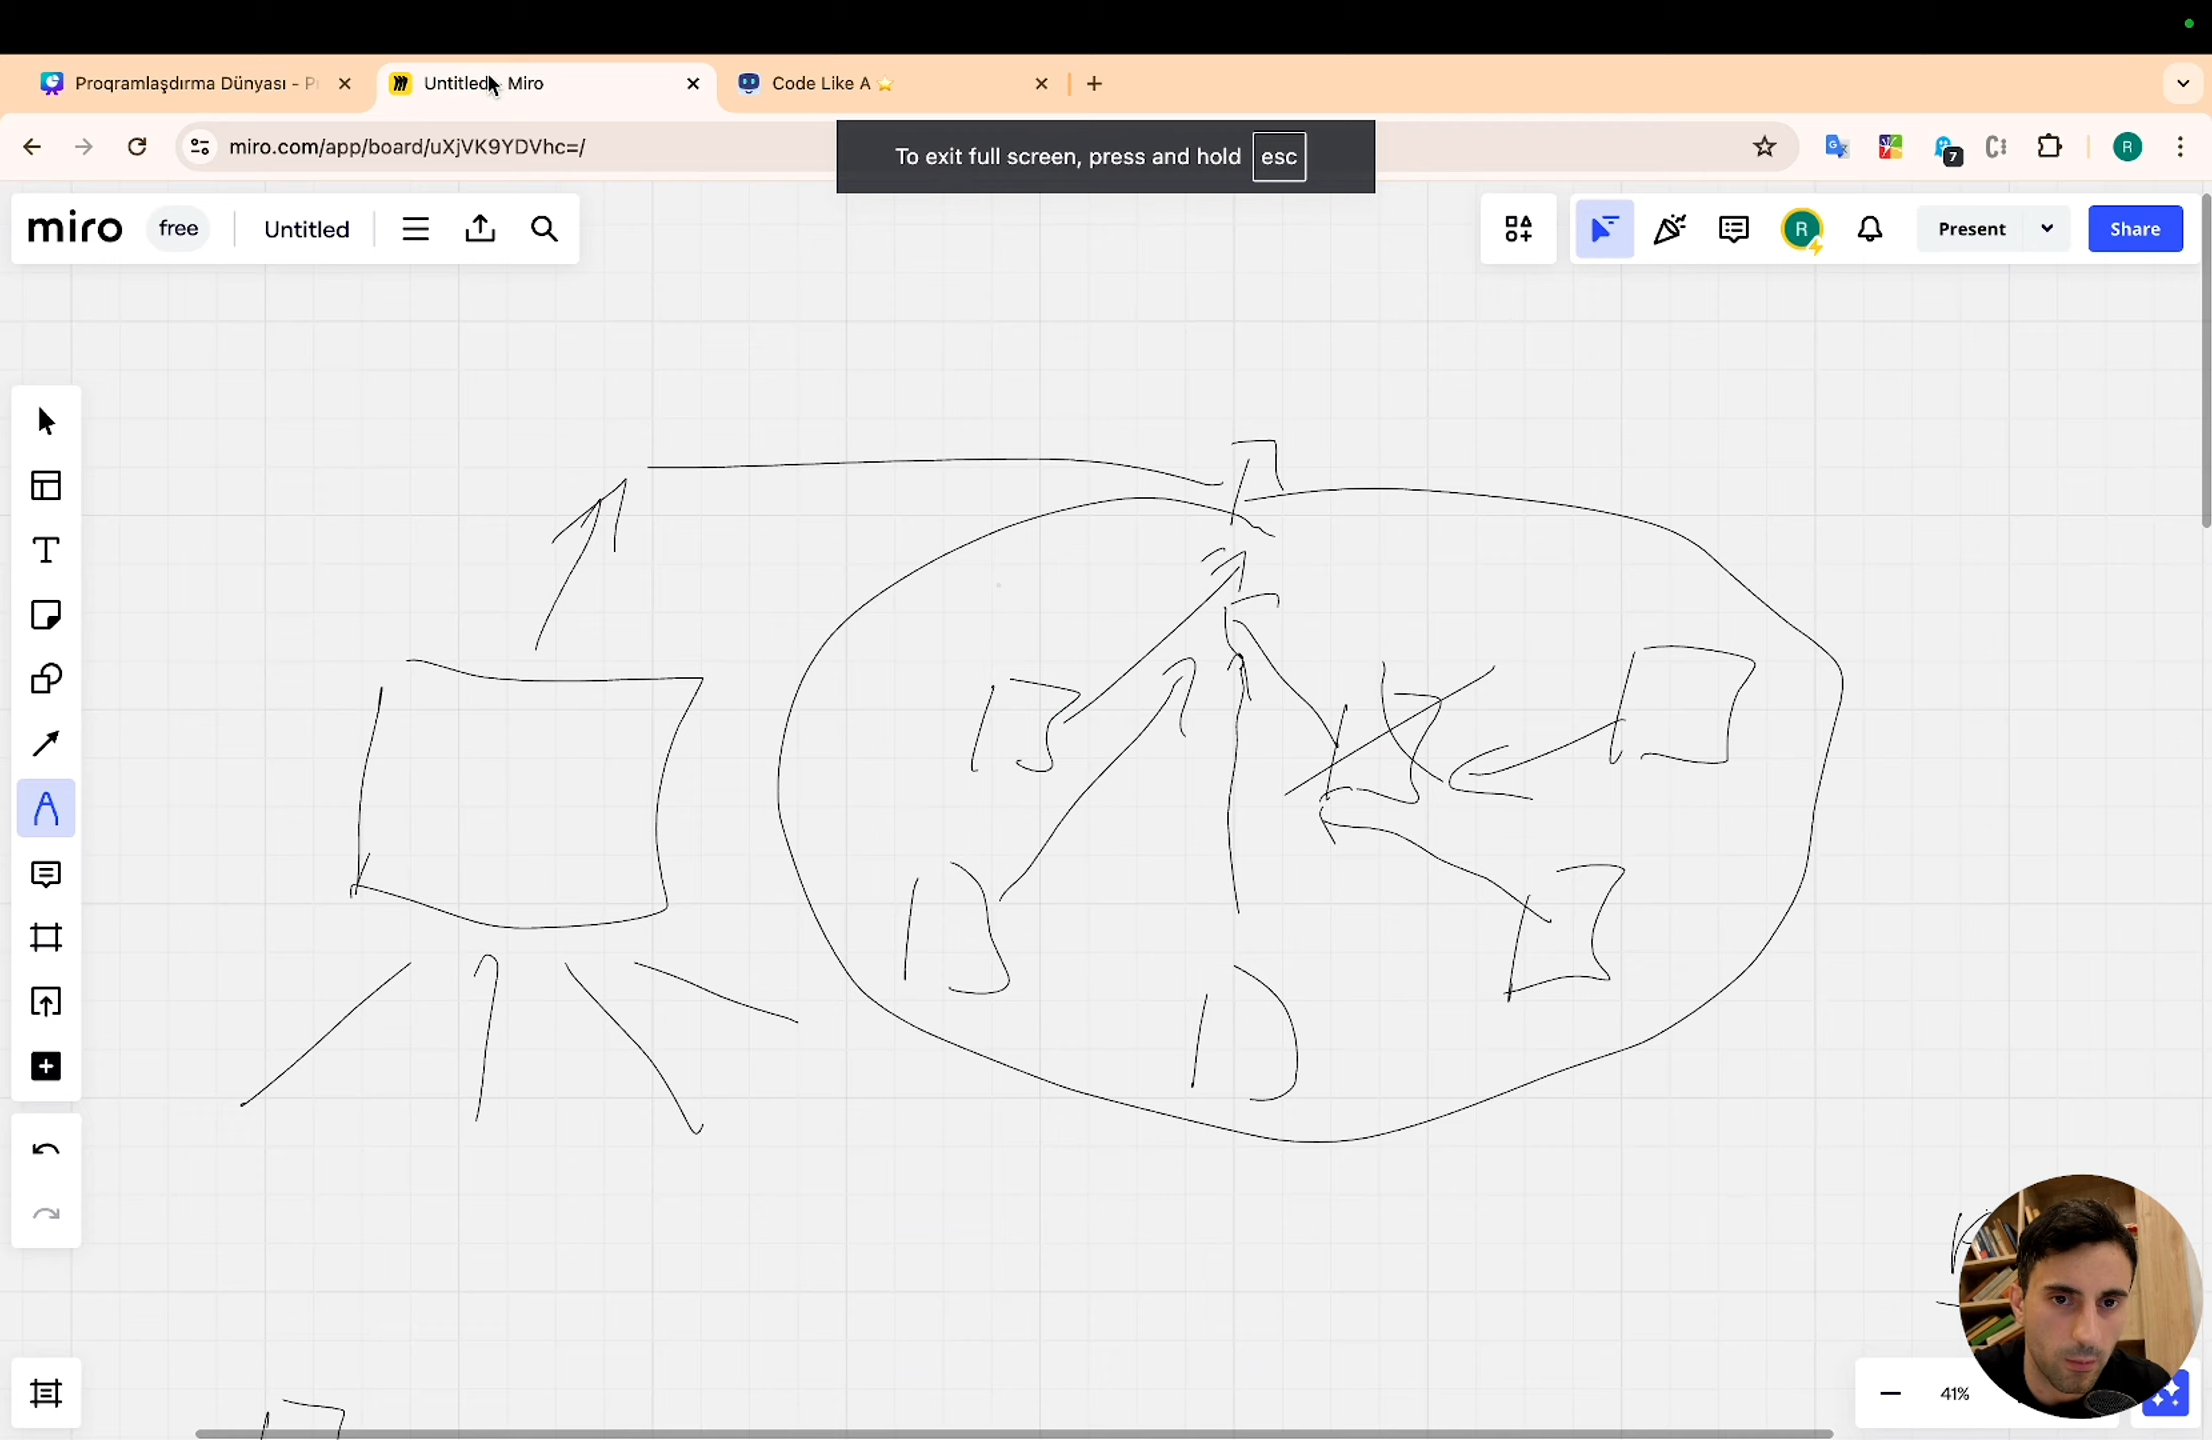 Proqramlaşdırma Dünyası - P
Untitled - Miro
Code Like A ⭐
miro.com/app/board/uXjVK9YDVhc=/
To exit full screen, press and hold esc
7
R
miro
free
Untitled
R
Present
Share
41%